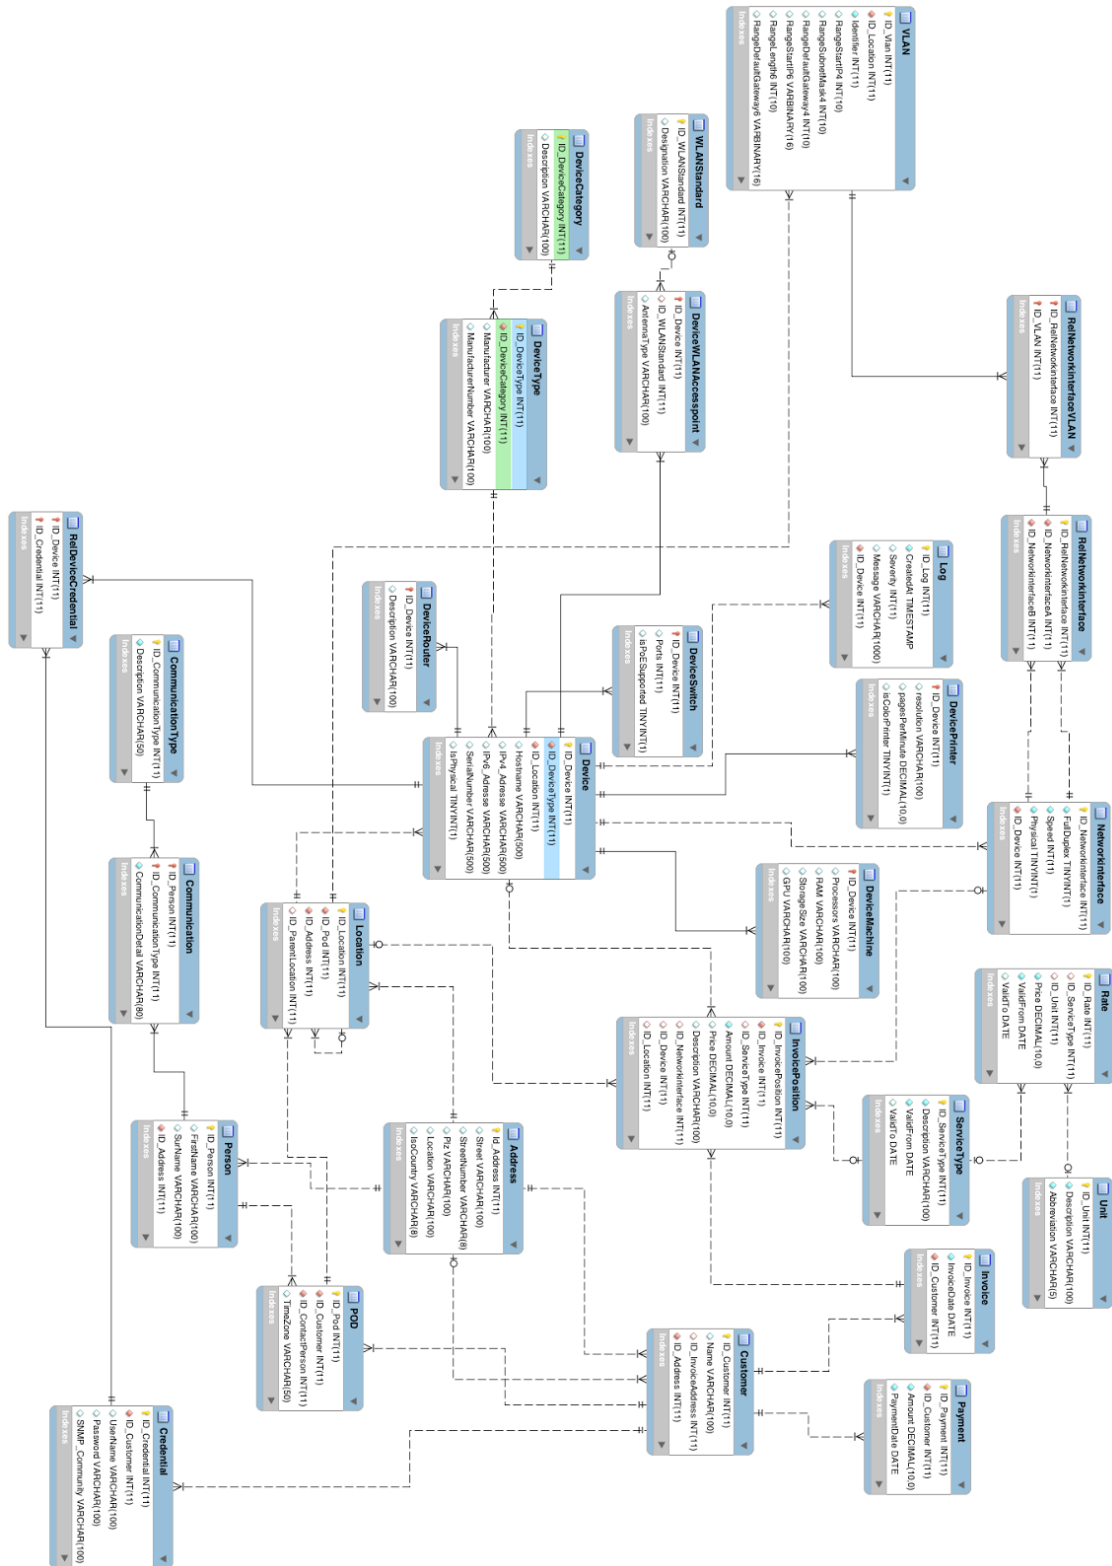 VLAN
ID_Vlan INT(11)
ID_Location INT(11)
Identifier INT(11)
RangeStartIP4 INT(10)
RangeSubnetMask4 INT(10)
RangeDefaultGateway4 INT(10)
RangeStartIP6 VARBINARY(16)
RangeLength6 INT(10)
RangeDefaultGateway6 VARBINARY(16)
Indexes
RelNetworkinterfaceVLAN
ID_RelNetworkinterface INT(11)
ID_VLAN INT(11)
Indexes
RelNetworkinterface
ID_RelNetworkinterface INT(11)
ID_NetworkinterfaceA INT(11)
ID_NetworkinterfaceB INT(11)
Indexes
Networkinterface
ID_Networkinterface INT(11)
FullDuplex TINYINT(1)
Speed INT(11)
Physical TINYINT(1)
ID_Device INT(11)
Indexes
Rate
ID_Rate INT(11)
ID_ServiceType INT(11)
ID_Unit INT(11)
Price DECIMAL(10,0)
ValidFrom DATE
ValidTo DATE
Indexes
Unit
ID_Unit INT(11)
Description VARCHAR(100)
Abbreviation VARCHAR(5)
Indexes
WLANStandard
ID_WLANStandard INT(11)
Designation VARCHAR(100)
Indexes
DeviceWLANAccesspoint
ID_Device INT(11)
ID_WLANStandard INT(11)
AntennaType VARCHAR(100)
Indexes
Log
ID_Log INT(11)
CreatedAt TIMESTAMP
Severity INT(11)
Message VARCHAR(1000)
ID_Device INT(11)
Indexes
DevicePrinter
ID_Device INT(11)
resolution VARCHAR(100)
pagesPerMinute DECIMAL(10,0)
isColorPrinter TINYINT(1)
Indexes
DeviceSwitch
ID_Device INT(11)
Ports INT(11)
isPoESupported TINYINT(1)
Indexes
DeviceMachine
ID_Device INT(11)
Processors VARCHAR(100)
RAM VARCHAR(100)
StorageSize VARCHAR(100)
GPU VARCHAR(100)
Indexes
ServiceType
ID_ServiceType INT(11)
Description VARCHAR(100)
ValidFrom DATE
ValidTo DATE
Indexes
Invoice
ID_Invoice INT(11)
InvoiceDate DATE
ID_Customer INT(11)
Indexes
Payment
ID_Payment INT(11)
ID_Customer INT(11)
Amount DECIMAL(10,0)
PaymentDate DATE
Indexes
DeviceCategory
ID_DeviceCategory INT(11)
Description VARCHAR(100)
Indexes
DeviceType
ID_DeviceType INT(11)
ID_DeviceCategory INT(11)
Manufacturer VARCHAR(100)
ManufacturerNumber VARCHAR(100)
Indexes
DeviceRouter
ID_Device INT(11)
Description VARCHAR(100)
Indexes
Device
ID_Device INT(11)
ID_DeviceType INT(11)
ID_Location INT(11)
Hostname VARCHAR(500)
IPv4_Adresse VARCHAR(500)
IPv6_Adresse VARCHAR(500)
SerialNumber VARCHAR(500)
IsPhysical TINYINT(1)
Indexes
InvoicePosition
ID_InvoicePosition INT(11)
ID_Invoice INT(11)
ID_ServiceType INT(11)
Amount DECIMAL(10,0)
Price DECIMAL(10,0)
Description VARCHAR(100)
ID_Networkinterface INT(11)
ID_Device INT(11)
ID_Location INT(11)
Indexes
Customer
ID_Customer INT(11)
Name VARCHAR(100)
ID_InvoiceAddress INT(11)
ID_Address INT(11)
Indexes
Location
ID_Location INT(11)
ID_Pod INT(11)
ID_Address INT(11)
ID_ParentLocation INT(11)
Indexes
Address
Id_Address INT(11)
Street VARCHAR(100)
StreetNumber VARCHAR(8)
Plz VARCHAR(100)
Location VARCHAR(100)
IsoCountry VARCHAR(8)
Indexes
POD
ID_Pod INT(11)
ID_Customer INT(11)
ID_ContactPerson INT(11)
TimeZone VARCHAR(50)
Indexes
RelDeviceCredential
ID_Device INT(11)
ID_Credential INT(11)
Indexes
CommunicationType
ID_CommunicationType INT(11)
Description VARCHAR(50)
Indexes
Communication
ID_Person INT(11)
ID_CommunicationType INT(11)
CommunicationDetail VARCHAR(80)
Indexes
Person
ID_Person INT(11)
FirstName VARCHAR(100)
SurName VARCHAR(100)
ID_Address INT(11)
Indexes
Credential
ID_Credential INT(11)
ID_Customer INT(11)
UserName VARCHAR(100)
Password VARCHAR(100)
SNMP_Community VARCHAR(100)
Indexes